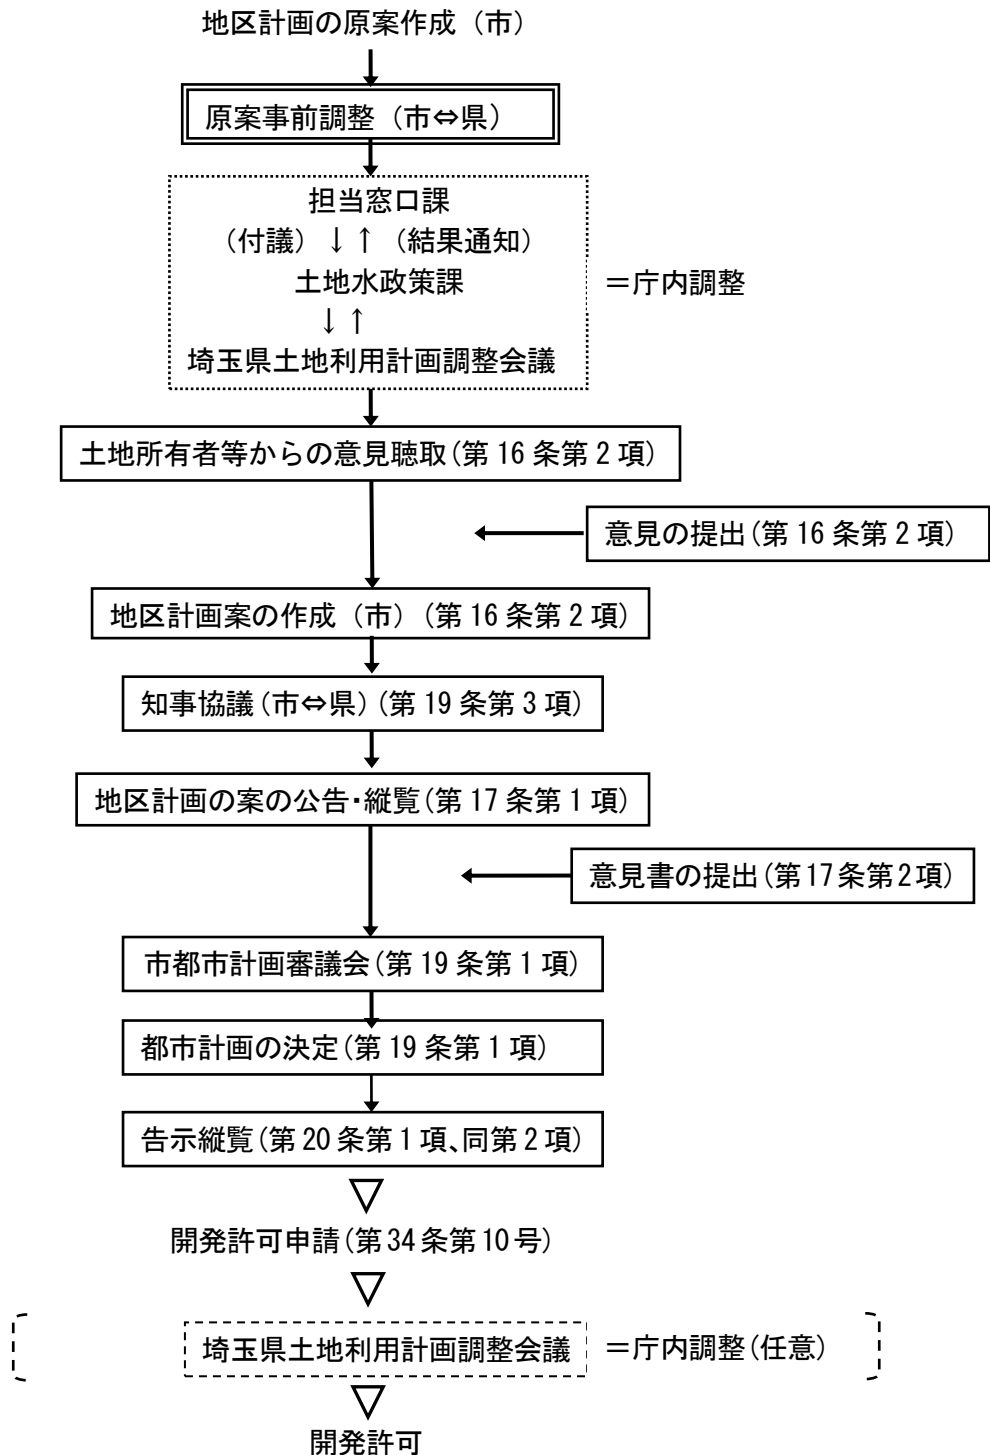 地区計画の原案作成（市）
原案事前調整（市⇔県）
担当窓口課
（付議）↓↑（結果通知）
土地水政策課
↓↑
埼玉県土地利用計画調整会議
＝庁内調整
土地所有者等からの意見聴取(第16条第2項)
意見の提出(第16条第2項)
地区計画案の作成（市）(第16条第2項)
知事協議(市⇔県)(第19条第3項)
地区計画の案の公告・縦覧(第17条第1項)
意見書の提出(第17条第2項)
市都市計画審議会(第19条第1項)
都市計画の決定(第19条第1項)
告示縦覧(第20条第1項、同第2項)
開発許可申請(第34条第10号)
埼玉県土地利用計画調整会議 ＝庁内調整(任意)
開発許可